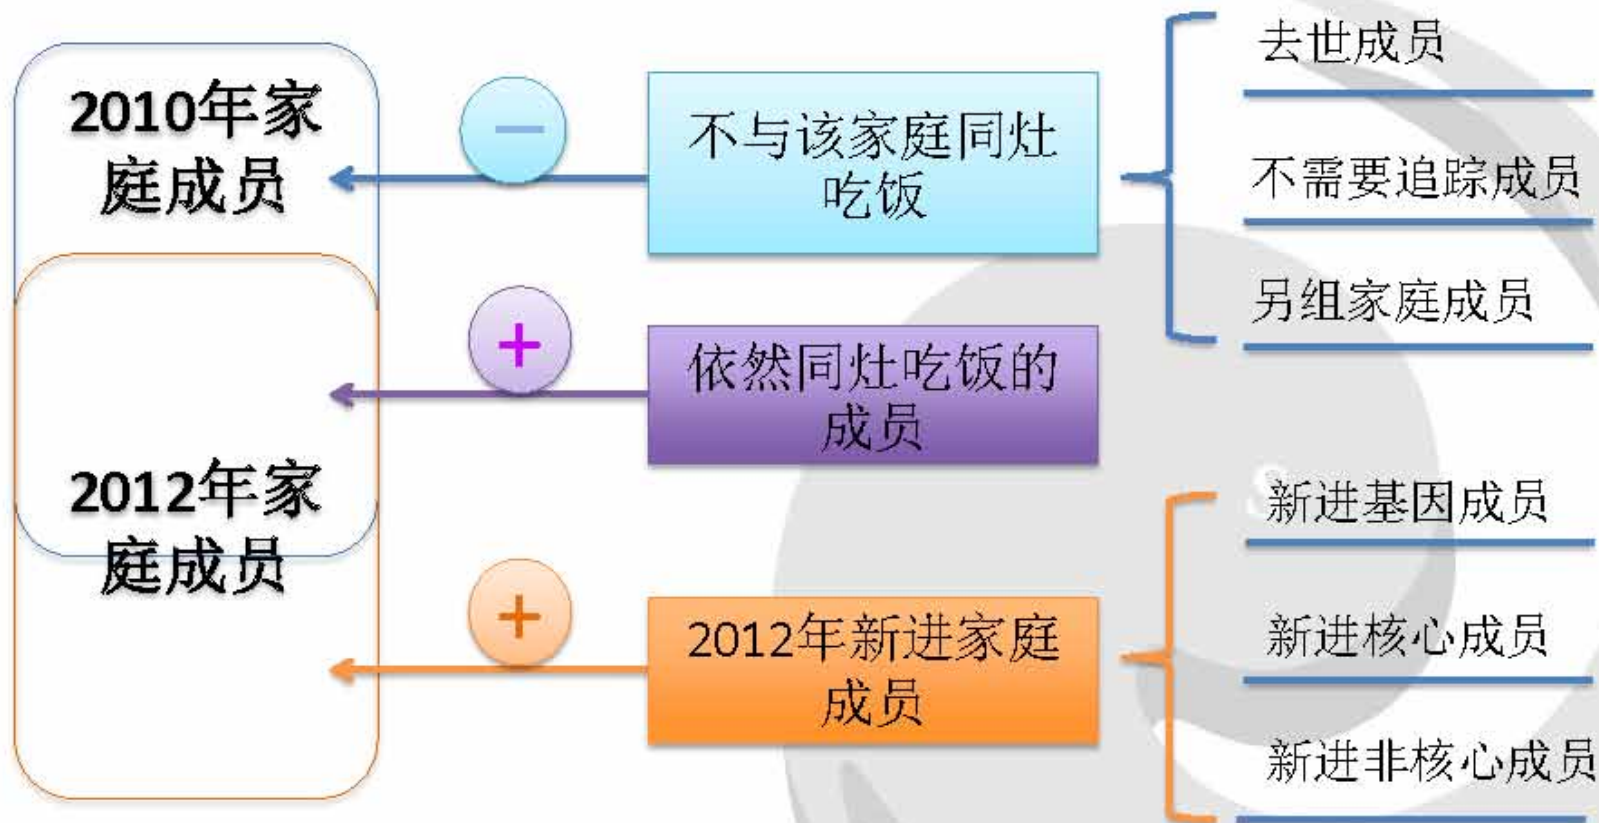 2010年家
庭成员
2012年家
庭成员
−
不与该家庭同灶
吃饭
+
依然同灶吃饭的
成员
+
2012年新进家庭
成员
去世成员
不需要追踪成员
另组家庭成员
新进基因成员
新进核心成员
新进非核心成员